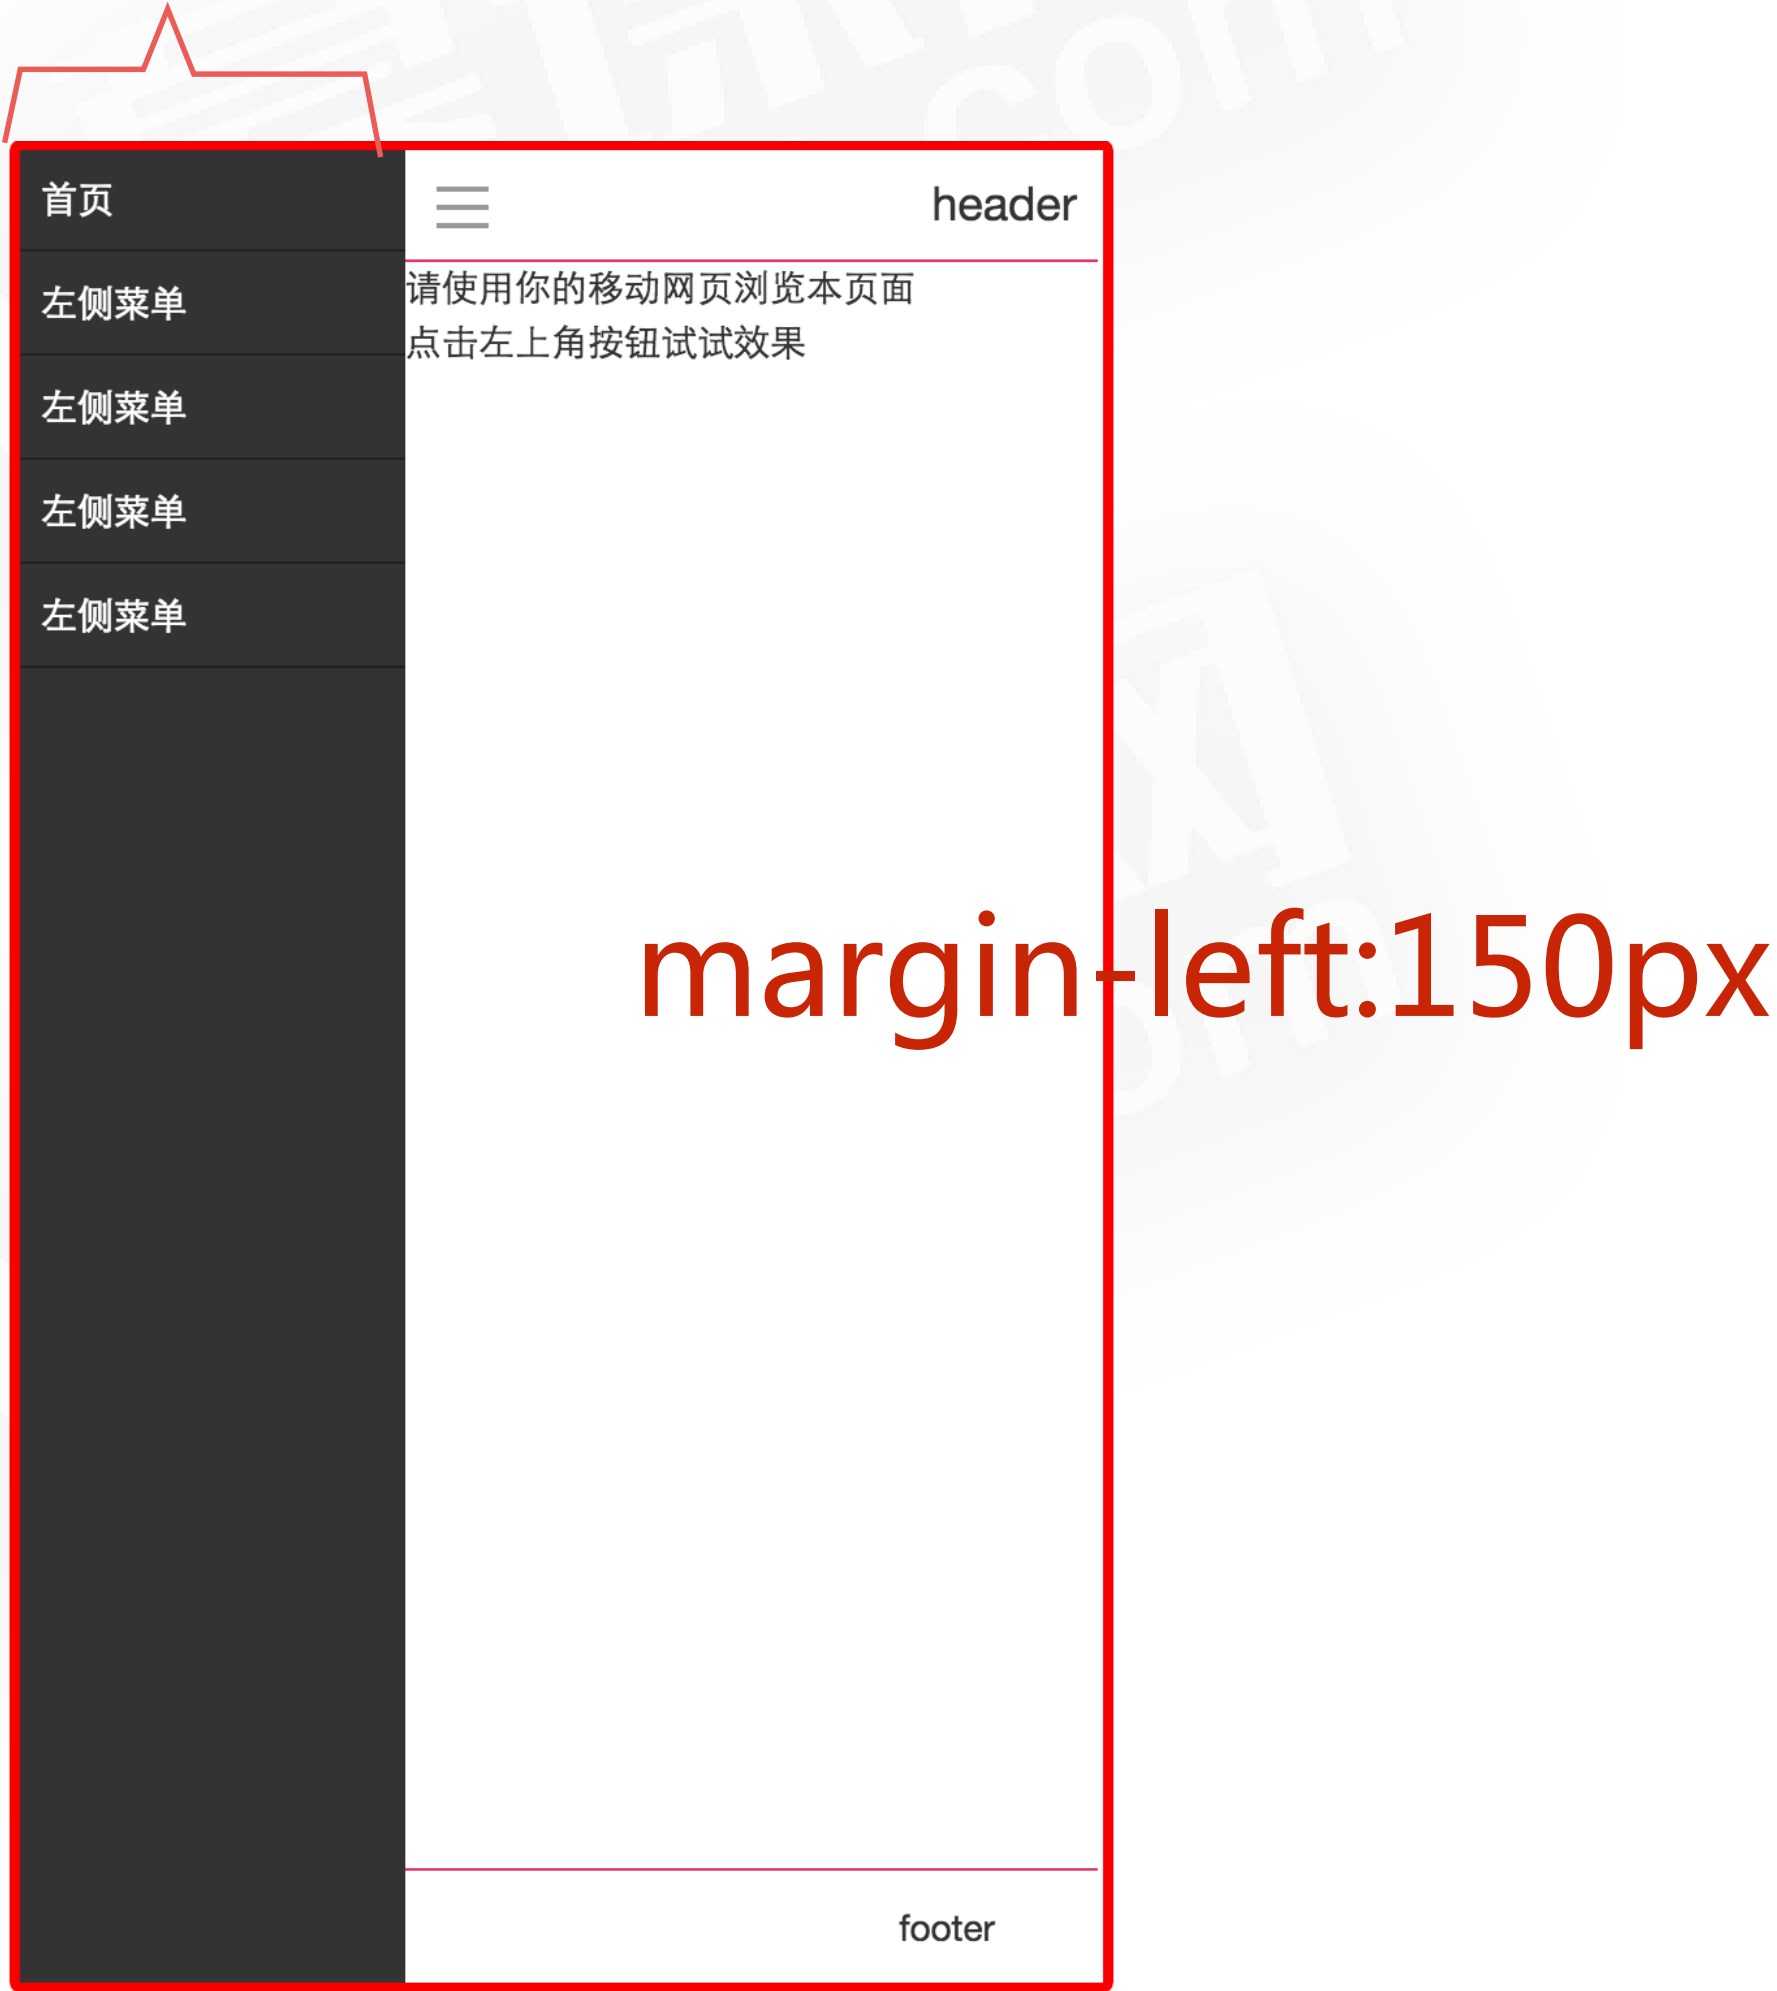 首页
左侧菜单
左侧菜单
左侧菜单
左侧菜单
header
请使用你的移动网页浏览本页面
点击左上角按钮试试效果
margin-left:150px
footer